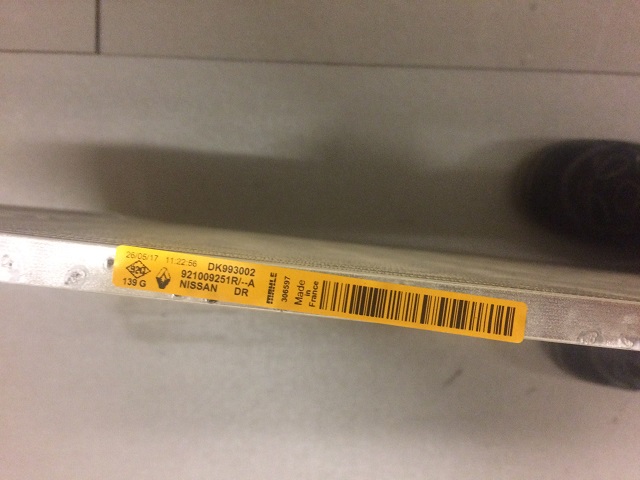 26/05/17 11:22:56
DK993002
921009251R/--A
139 G
NISSAN DR
MAHLE
306597
Made
in
France